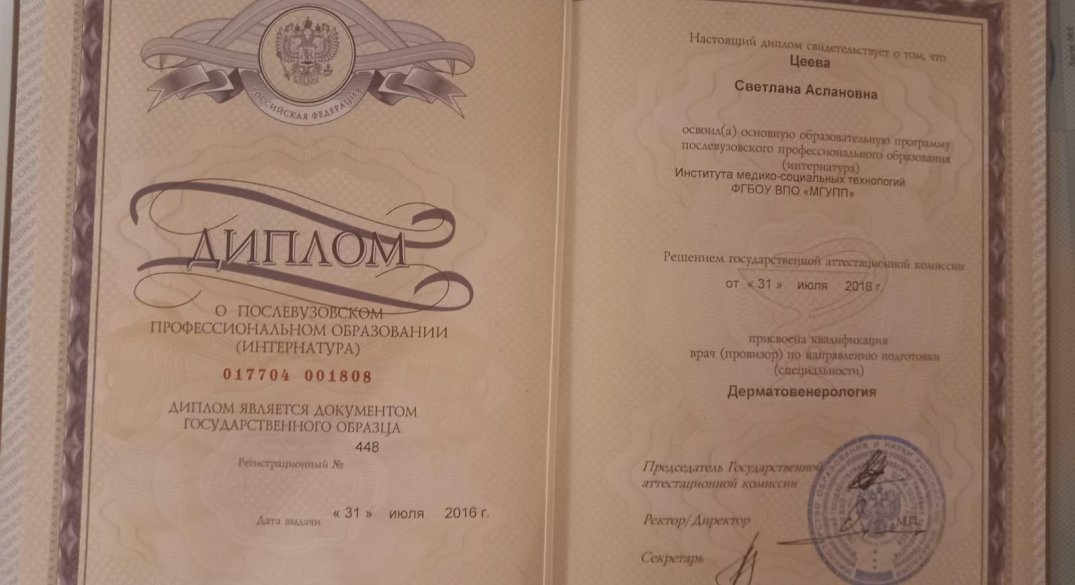 РОССИЙСКАЯ ФЕДЕРАЦИЯ
ДИПЛОМ
О ПОСЛЕВУЗОВСКОМ
ПРОФЕССИОНАЛЬНОМ ОБРАЗОВАНИИ
(ИНТЕРНАТУРА)
017704 001808
ДИПЛОМ ЯВЛЯЕТСЯ ДОКУМЕНТОМ
ГОСУДАРСТВЕННОГО ОБРАЗЦА
448
Регистрационный №
Дата выдачи « 31 » июля 2016 г.
Настоящий диплом свидетельствует о том, что
Цеева
Светлана Аслановна
освоил(а) основную образовательную программу
послевузовского профессионального образования
(интернатура)
Института медико-социальных технологий
ФГБОУ ВПО «МГУПП»
Решением государственной аттестационной комиссии
от « 31 » июля 2016 г.
присвоена квалификация
врач (провизор) по направлению подготовки
(специальности)
Дерматовенерология
Председатель Государственной
аттестационной комиссии
Ректор/Директор
М.П.
Секретарь